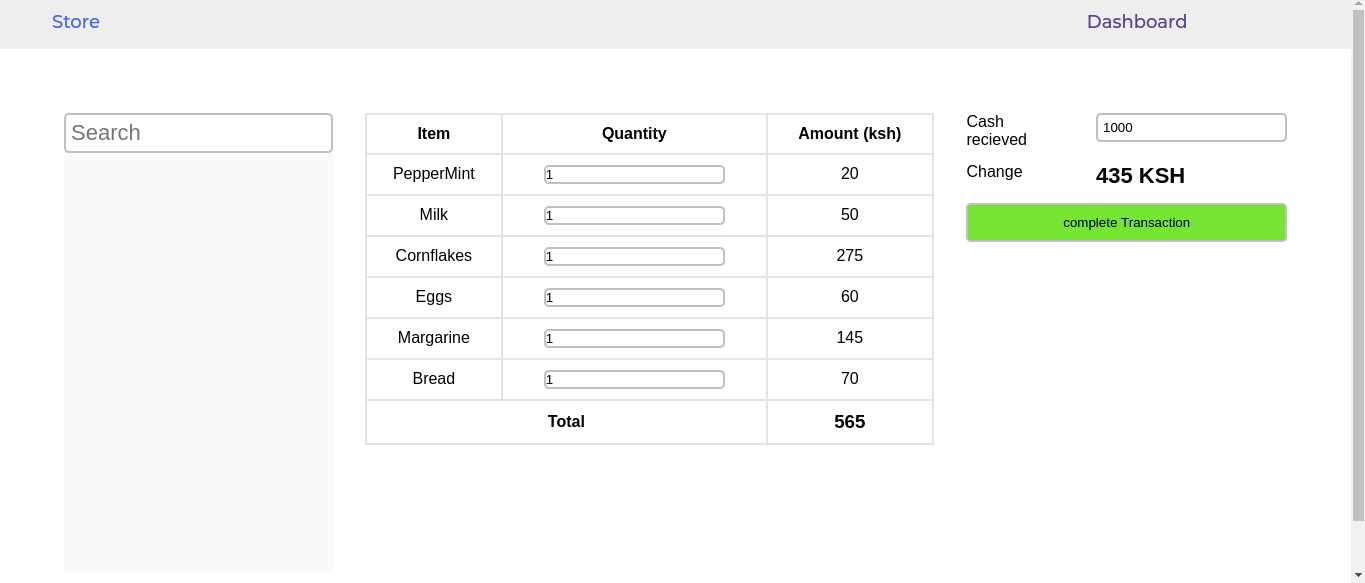 Store Dashboard
Search
Item Quantity Amount (ksh)
PepperMint 1 20
Milk 1 50
Cornflakes 1 275
Eggs 1 60
Margarine 1 145
Bread 1 70
Total 565
Cash
recieved
1000
Change 435 KSH
complete Transaction